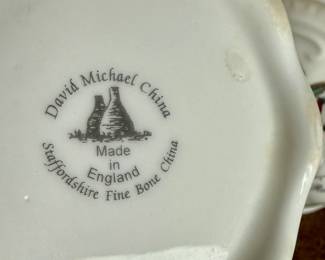 David Michael China
Made
in
England
Staffordshire Fine Bone China